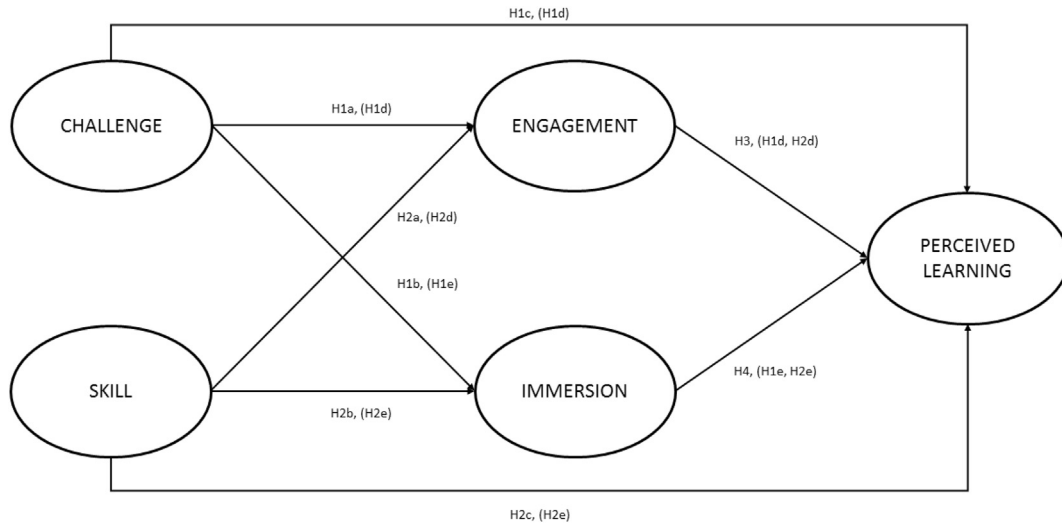 H1c, (H1d)
H1a, (H1d)
CHALLENGE
ENGAGEMENT
H3, (H1d, H2d)
H2a, (H2d)
PERCEIVED
LEARNING
H1b, (H1e)
H4, (H1e, H2e)
SKILL
IMMERSION
H2b, (H2e)
H2c, (H2e)